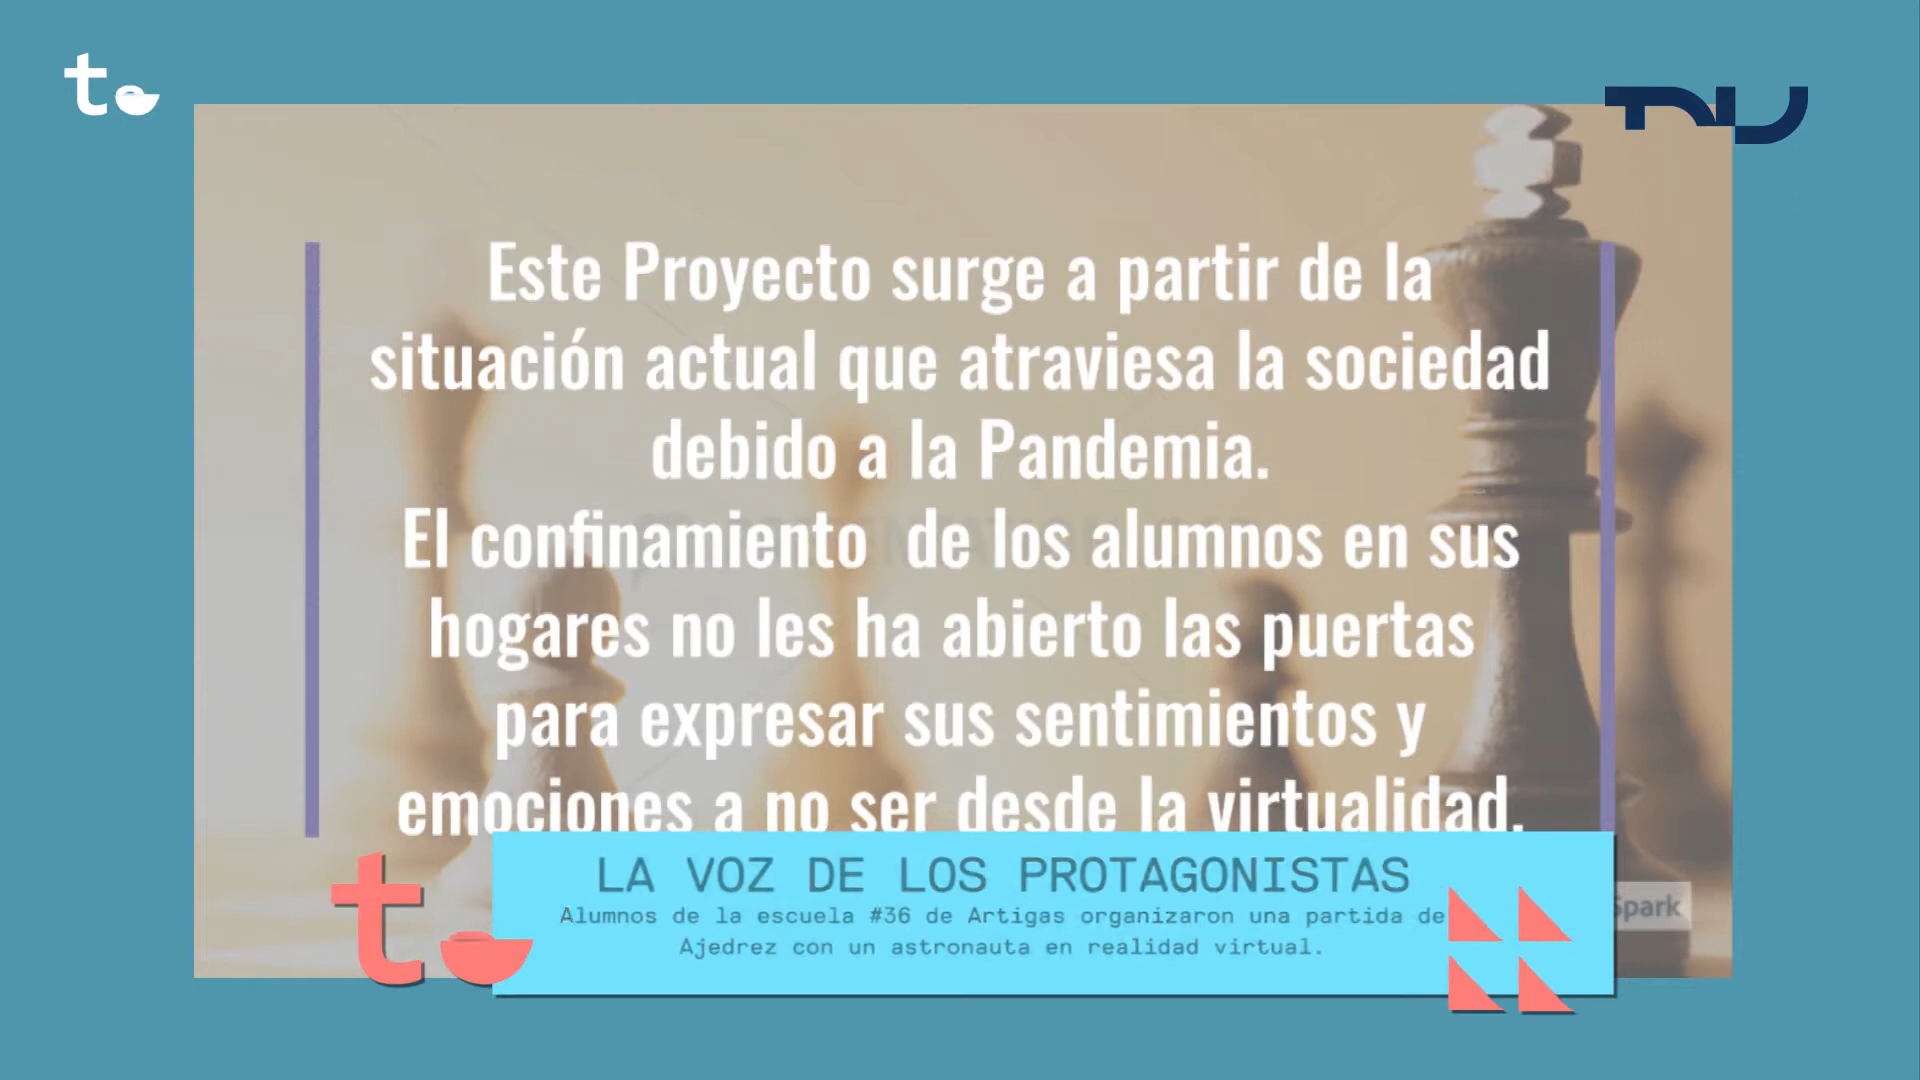 Este Proyecto surge a partir de la
situación actual que atraviesa la sociedad
debido a la Pandemia.
El confinamiento de los alumnos en sus
hogares no les ha abierto las puertas
para expresar sus sentimientos y
emociones a no ser desde la virtualidad.
LA VOZ DE LOS PROTAGONISTAS
Alumnos de la escuela #36 de Artigas organizaron una partida de
Ajedrez con un astronauta en realidad virtual.
Spark